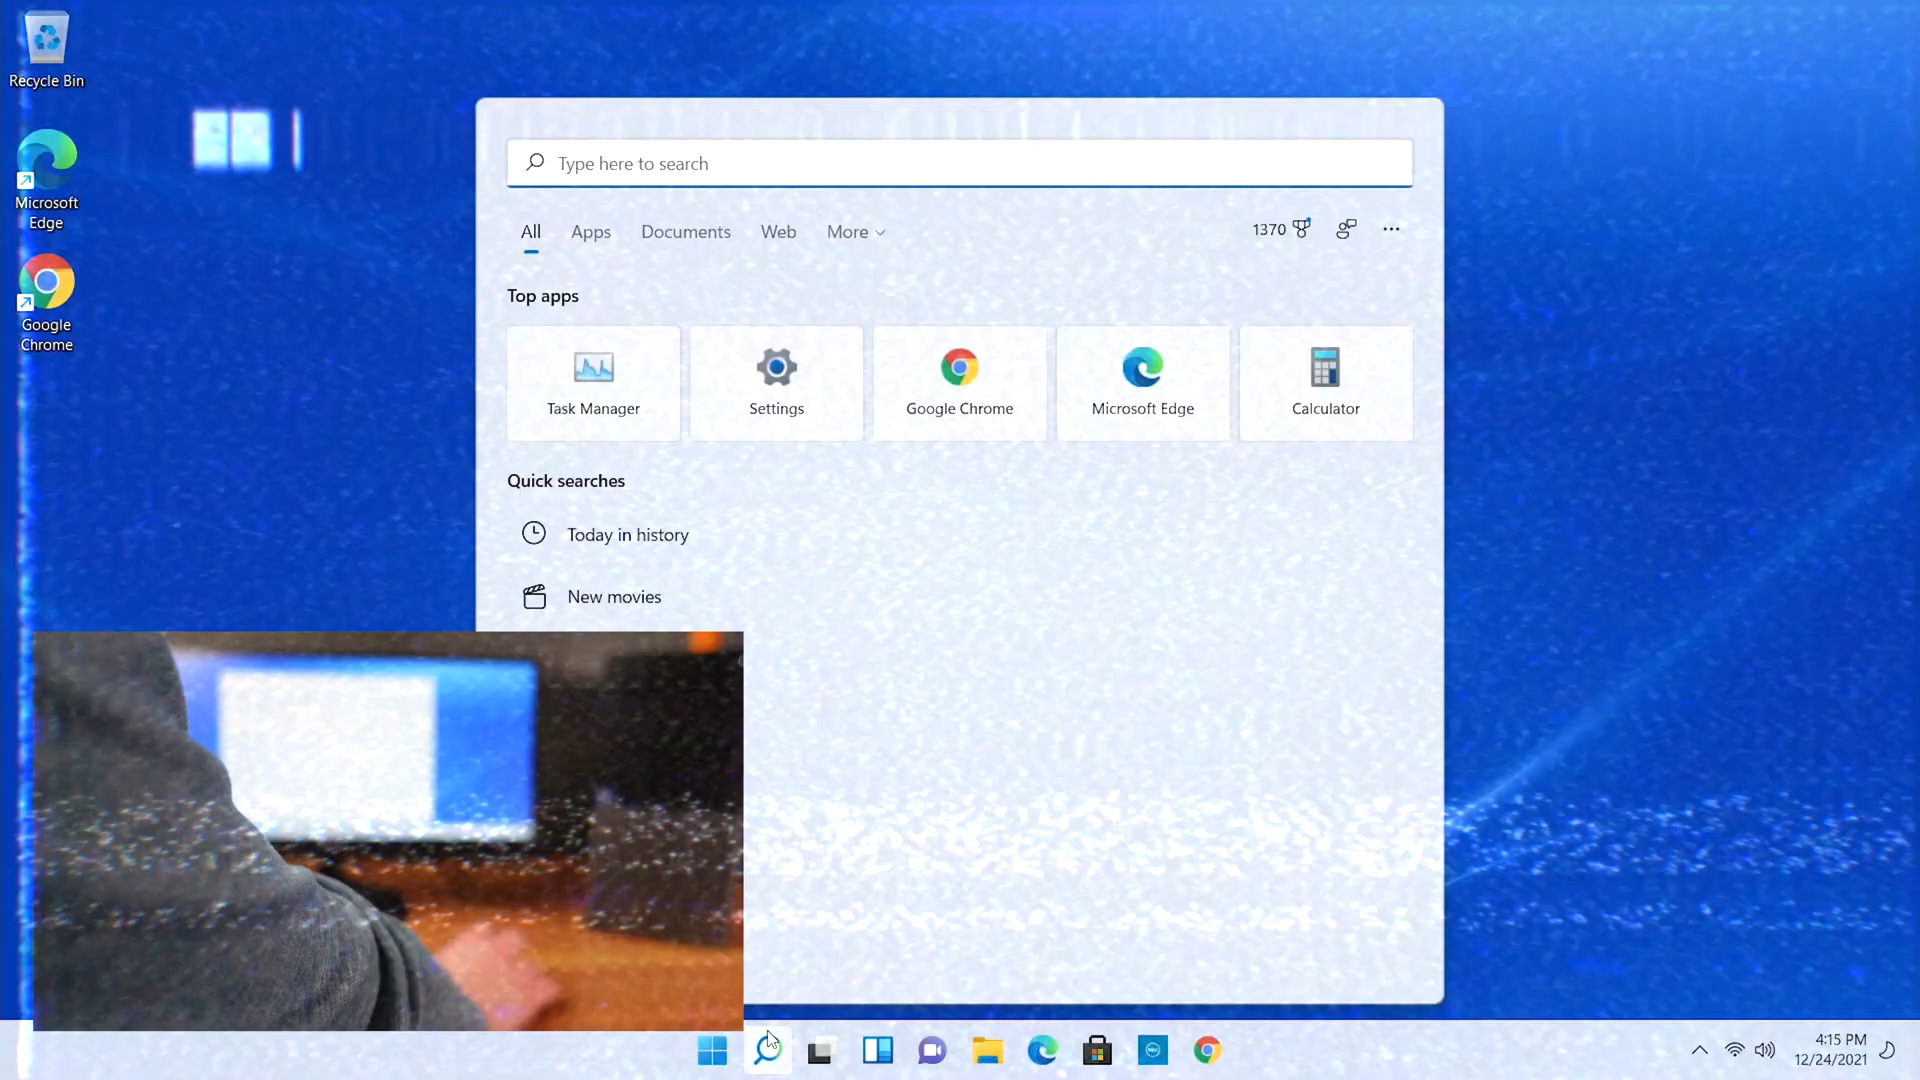 Recycle Bin
Microsoft
Edge
Google
Chrome
Type here to search
All Apps Documents Web More
1370
Top apps
Task Manager Settings Google Chrome Microsoft Edge Calculator
Quick searches
Today in history
New movies
4:15 PM
12/24/2021